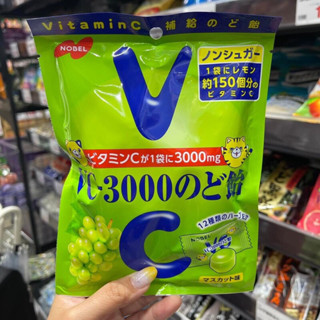 VitaminC 補給のど飴
NOBEL
ノンシュガー
1袋にレモン
約150個分の
ビタミンC
V
ビタミンCが1袋に3000mg
VC-3000のど飴
12種類のハーブ
NOBEL
C
マスカット味